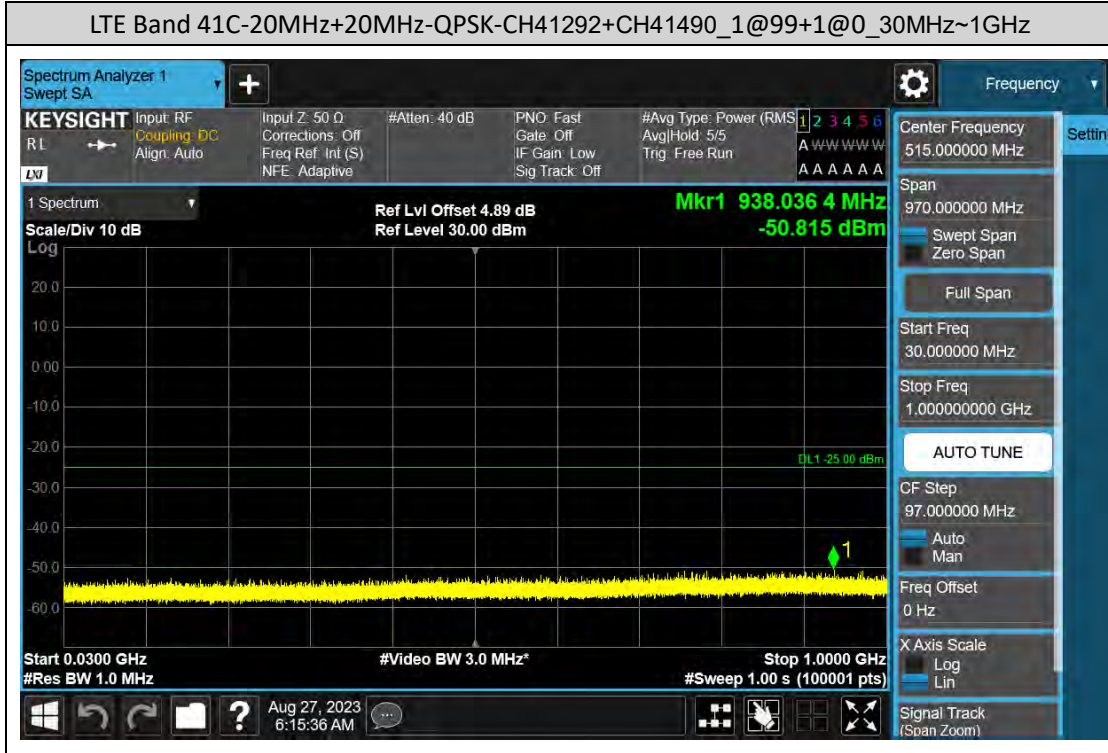 LTE Band 41C-20MHz+20MHz-QPSK-CH41292+CH41490_1@99+1@0_30MHz~1GHz
Spectrum Analyzer 1
Swept SA
+
Frequency
KEYSIGHT
RL
LXI
Input: RF
Coupling: DC
Align: Auto
Input Z: 50 Ω
Corrections: Off
Freq Ref: Int (S)
NFE: Adaptive
#Atten: 40 dB
PNO: Fast
Gate: Off
IF Gain: Low
Sig Track: Off
#Avg Type: Power (RMS
Avg|Hold: 5/5
Trig: Free Run
1 2 3 4 5 6
A W W W W W
A A A A A A
Center Frequency
515.000000 MHz
Settin
Span
970.000000 MHz
Swept Span
Zero Span
Full Span
Start Freq
30.000000 MHz
Stop Freq
1.000000000 GHz
AUTO TUNE
CF Step
97.000000 MHz
Auto
Man
Freq Offset
0 Hz
X Axis Scale
Log
Lin
Signal Track
(Span Zoom)
1 Spectrum
Scale/Div 10 dB
Log
Ref Lvl Offset 4.89 dB
Ref Level 30.00 dBm
Mkr1 938.036 4 MHz
-50.815 dBm
20.0
10.0
0.00
-10.0
-20.0
DL1 -25.00 dBm
-30.0
-40.0
1
-50.0
-60.0
Start 0.0300 GHz
#Res BW 1.0 MHz
#Video BW 3.0 MHz*
Stop 1.0000 GHz
#Sweep 1.00 s (100001 pts)
?
Aug 27, 2023
6:15:36 AM